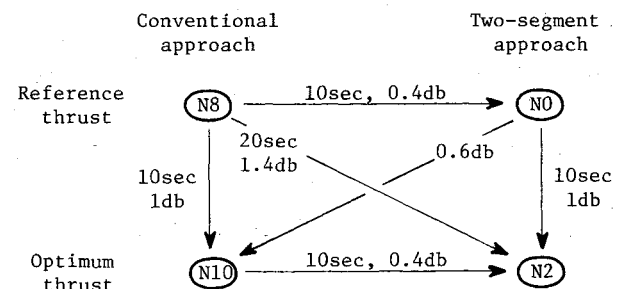 Conventional Two-segment
approach approach
Reference
thrust
N8 10sec, 0.4db N0
20sec
1.4db
0.6db
10sec
1db
10sec
1db
Optimum
thrust
N10 10sec, 0.4db N2